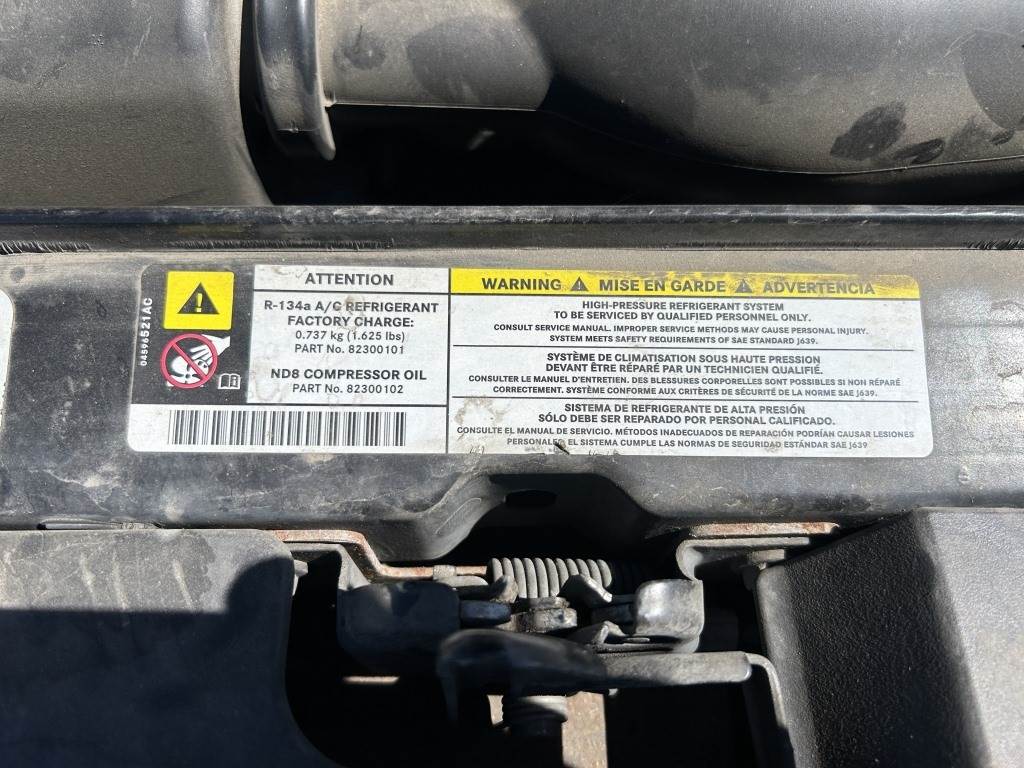 04596521AC
ATTENTION
R-134a A/C REFRIGERANT
FACTORY CHARGE:
0.737 kg (1.625 lbs)
PART No. 82300101
ND8 COMPRESSOR OIL
PART No. 82300102
WARNING MISE EN GARDE ADVERTENCIA
HIGH-PRESSURE REFRIGERANT SYSTEM
TO BE SERVICED BY QUALIFIED PERSONNEL ONLY.
CONSULT SERVICE MANUAL. IMPROPER SERVICE METHODS MAY CAUSE PERSONAL INJURY.
SYSTEM MEETS SAFETY REQUIREMENTS OF SAE STANDARD J639.
SYSTÈME DE CLIMATISATION SOUS HAUTE PRESSION
DEVANT ÊTRE RÉPARÉ PAR UN TECHNICIEN QUALIFIÉ.
CONSULTER LE MANUEL D'ENTRETIEN. DES BLESSURES CORPORELLES SONT POSSIBLES SI NON RÉPARÉ
CORRECTEMENT. SYSTÈME CONFORME AUX CRITÈRES DE SÉCURITÉ DE LA NORME SAE J639.
SISTEMA DE REFRIGERANTE DE ALTA PRESIÓN
SÓLO DEBE SER REPARADO POR PERSONAL CALIFICADO.
CONSULTE EL MANUAL DE SERVICIO. MÉTODOS INADECUADOS DE REPARACIÓN PODRÍAN CAUSAR LESIONES
PERSONALES. EL SISTEMA CUMPLE LAS NORMAS DE SEGURIDAD ESTÁNDAR SAE J639